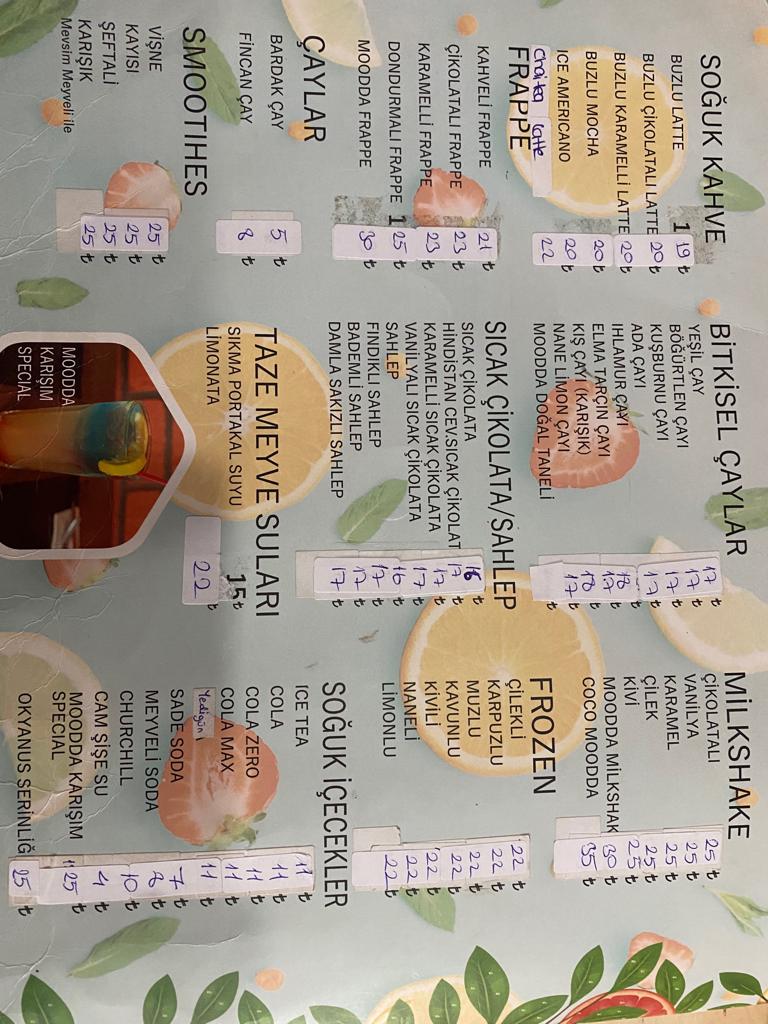 SOĞUK KAHVE
BUZLU LATTE 19 ₺
BUZLU ÇİKOLATALI LATTE 20 ₺
BUZLU KARAMELLİ LATTE 20 ₺
BUZLU MOCHA 20 ₺
ICE AMERICANO 20 ₺
Chaitea latte 22 ₺
FRAPPE
KAHVELİ FRAPPE 21 ₺
ÇİKOLATALI FRAPPE 23 ₺
KARAMELLİ FRAPPE 23 ₺
DONDURMALI FRAPPE 25 ₺
MOODDA FRAPPE 30 ₺
ÇAYLAR
BARDAK ÇAY 5 ₺
FİNCAN ÇAY 8 ₺
SMOOTIHES
VİŞNE 25 ₺
KAYISI 25 ₺
ŞEFTALİ 25 ₺
KARIŞIK 25 ₺
Mevsim Meyveli ile
BİTKİSEL ÇAYLAR
YEŞİL ÇAY 17 ₺
BÖĞÜRTLEN ÇAYI 17 ₺
KUŞBURNU ÇAYI 17 ₺
ADA ÇAYI 17 ₺
IHLAMUR ÇAYI 18 ₺
ELMA TARÇIN ÇAYI 17 ₺
KIŞ ÇAYI (KARIŞIK) 18 ₺
NANE LİMON ÇAYI 17 ₺
MOODDA DOĞAL TANELİ ₺
SICAK ÇİKOLATA/SAHLEP
SICAK ÇİKOLATA 16 ₺
HİNDİSTAN CEV.SICAK ÇİKOLAT 17 ₺
KARAMELLİ SICAK ÇİKOLATA 17 ₺
VANİLYALI SICAK ÇİKOLATA 17 ₺
SAHLEP 16 ₺
FINDIKLI SAHLEP 17 ₺
BADEMLİ SAHLEP 17 ₺
DAMLA SAKIZLI SAHLEP 17 ₺
TAZE MEYVE SULARI
SIKMA PORTAKAL SUYU 15 ₺
LİMONATA 22 ₺
MOODDA
KARIŞIM
SPECIAL
MİLKSHAKE
ÇİKOLATALI 25 ₺
VANİLYA 25 ₺
KARAMEL 25 ₺
ÇİLEK 25 ₺
KİVİ 25 ₺
MOODDA MİLKSHAK 30 ₺
COCO MOODDA 35 ₺
FROZEN
ÇİLEKLİ 22 ₺
KARPUZLU 22 ₺
MUZLU 22 ₺
KAVUNLU 22 ₺
KİVİLİ 22 ₺
NANELİ 22 ₺
LİMONLU 22 ₺
SOĞUK İÇECEKLER
ICE TEA 11 ₺
COLA 11 ₺
COLA ZERO 11 ₺
COLA MAX 11 ₺
Yedigün 11 ₺
SADE SODA 7 ₺
MEYVELİ SODA 8 ₺
CHURCHILL 10 ₺
CAM ŞİŞE SU 4 ₺
MOODDA KARIŞIM 25 ₺
SPECIAL
OKYANUS SERİNLİĞ 25 ₺